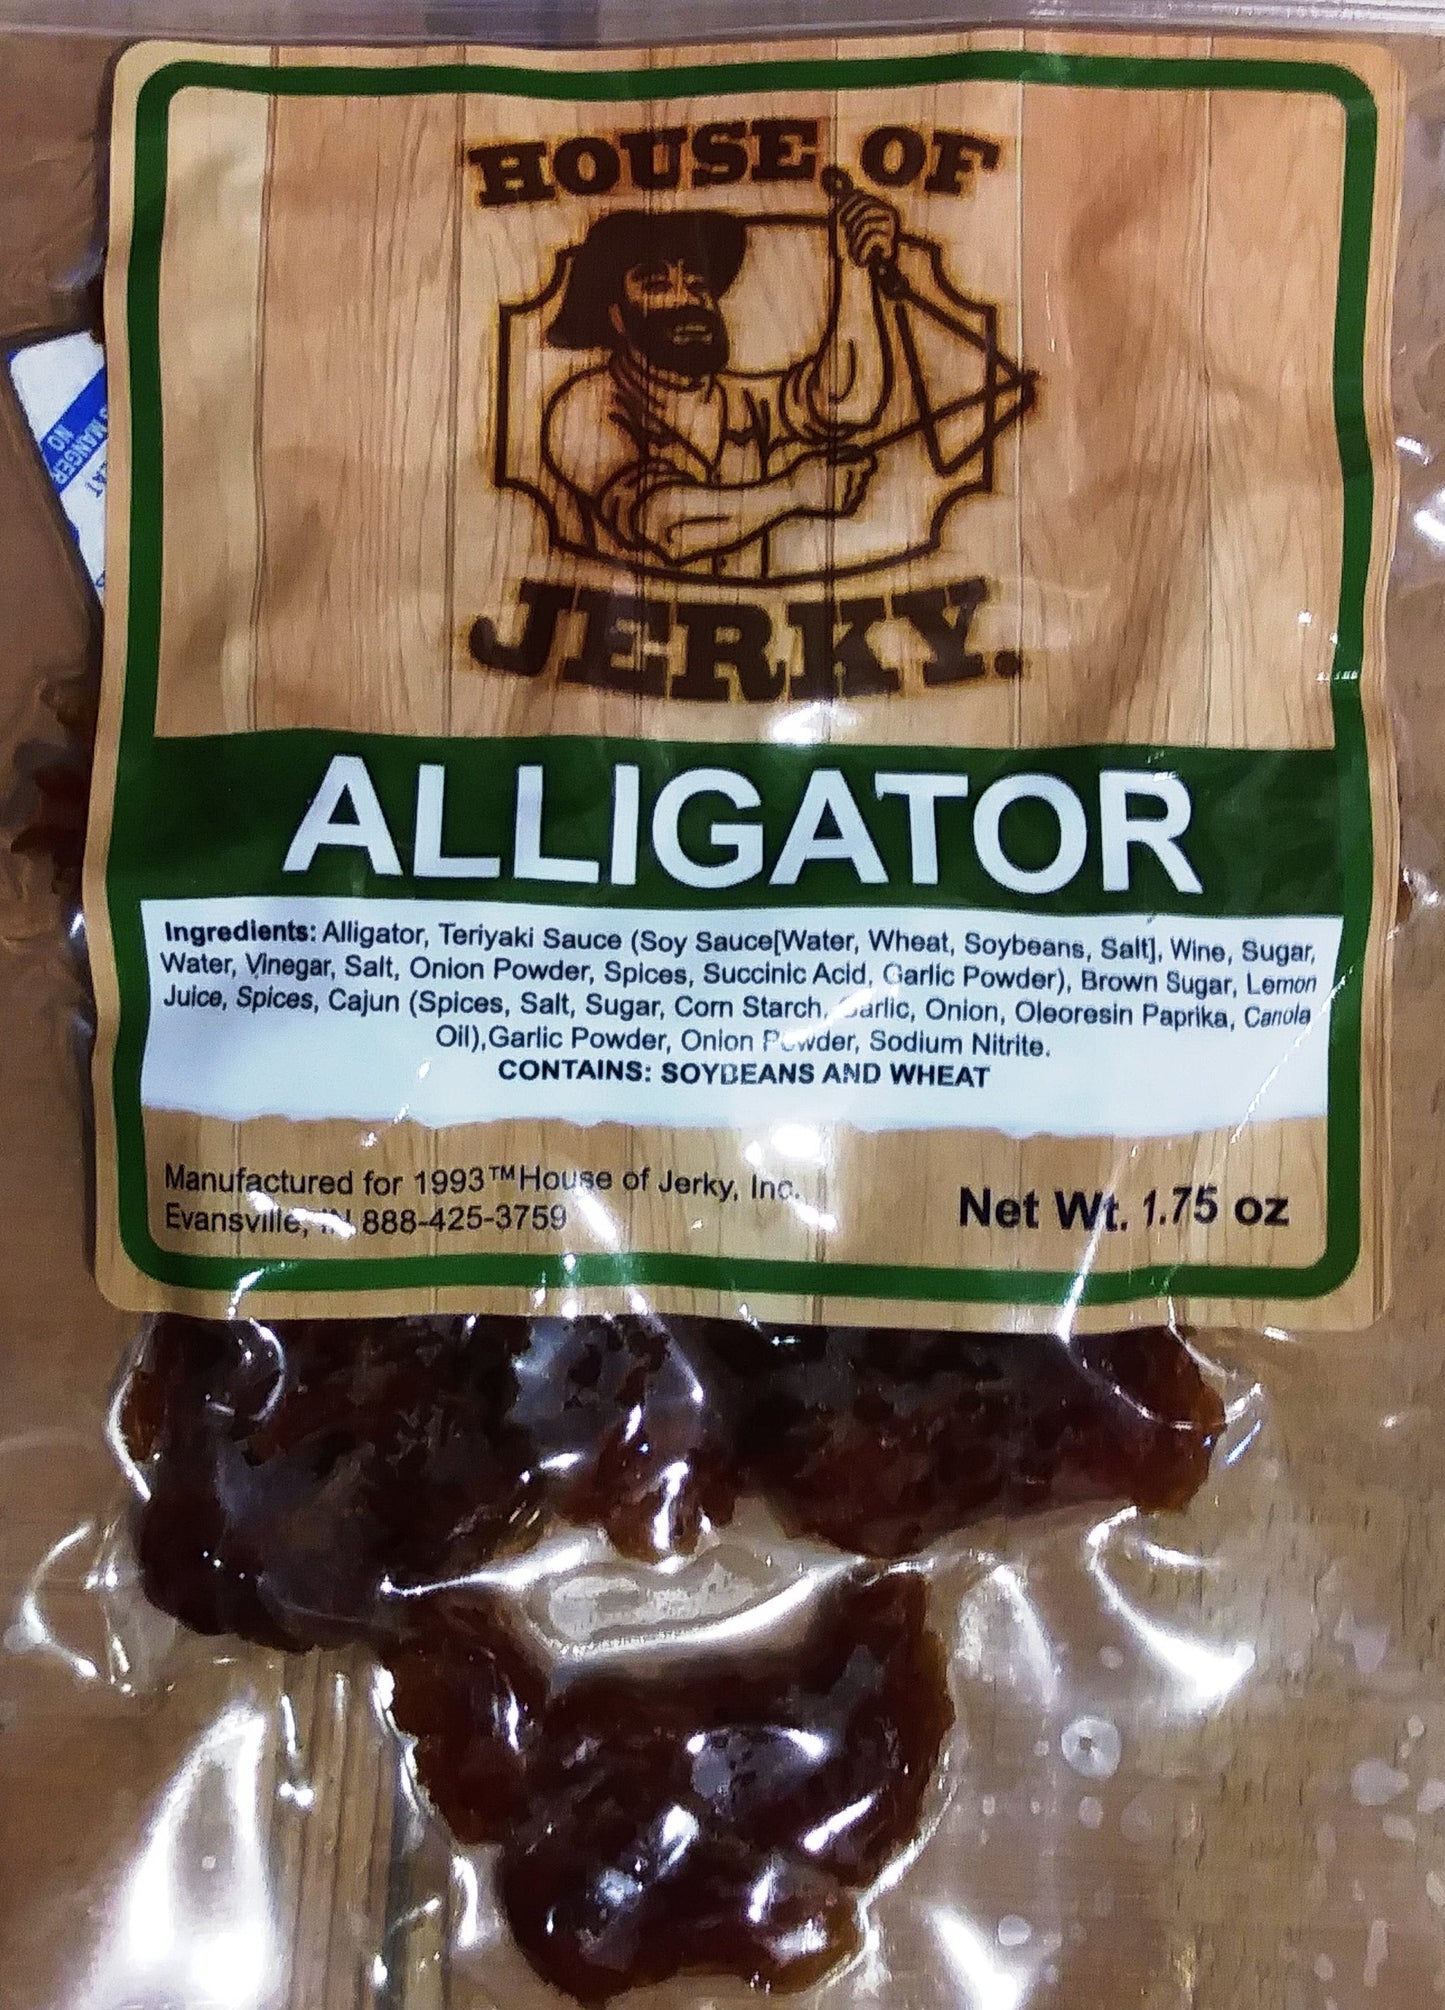 HOUSE OF
JERKY.
ALLIGATOR
Ingredients: Alligator, Teriyaki Sauce (Soy Sauce[Water, Wheat, Soybeans, Salt], Wine, Sugar,
Water, Vinegar, Salt, Onion Powder, Spices, Succinic Acid, Garlic Powder), Brown Sugar, Lemon
Juice, Spices, Cajun (Spices, Salt, Sugar, Corn Starch, Garlic, Onion, Oleoresin Paprika, Canola
Oil),Garlic Powder, Onion Powder, Sodium Nitrite.
CONTAINS: SOYBEANS AND WHEAT
Manufactured for 1993™House of Jerky, Inc.
Evansville, IN 888-425-3759
Net Wt. 1.75 oz
MANGER
NO